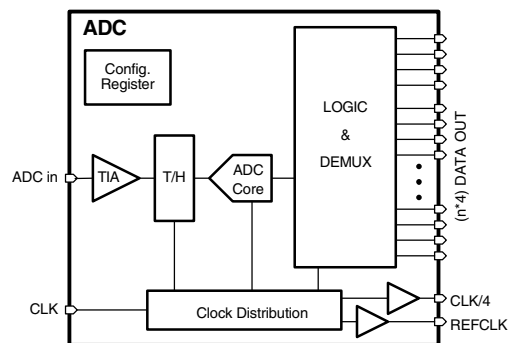 ADC
Config.
Register
LOGIC
&
DEMUX
ADC in
TIA
T/H
ADC
Core
(n*4) DATA OUT
CLK
Clock Distribution
CLK/4
REFCLK